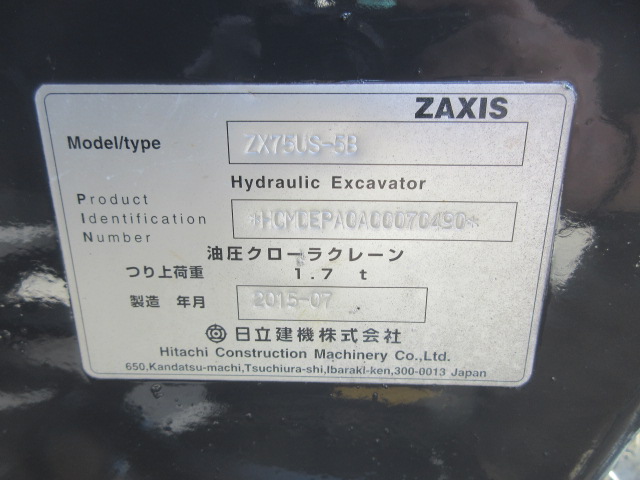 ZAXIS
Model/type ZX75US-5B
Hydraulic Excavator
Product
Identification *HCMDEPA0A00070490*
Number
油圧クローラクレーン
つり上荷重 1.7 t
製造 年月 2015-07
日立建機株式会社
Hitachi Construction Machinery Co.,Ltd.
650,Kandatsu-machi,Tsuchiura-shi,Ibaraki-ken,300-0013 Japan